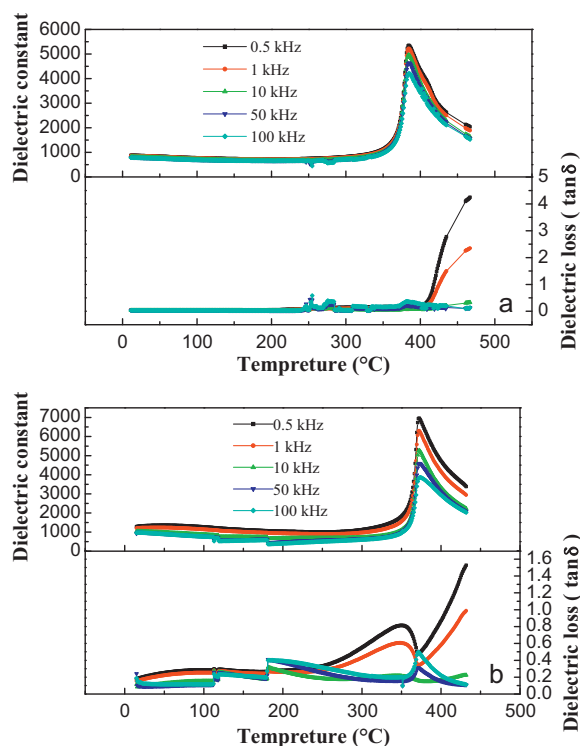 Dielectric constant
6000
5000
4000
3000
2000
1000
0
0.5 kHz
1 kHz
10 kHz
50 kHz
100 kHz
5
4
3
2
1
0
Dielectric loss ( tanδ )
a
0 100 200 300 400 500
Tempreture (°C)
Dielectric constant
7000
6000
5000
4000
3000
2000
1000
0
0.5 kHz
1 kHz
10 kHz
50 kHz
100 kHz
1.6
1.4
1.2
1.0
0.8
0.6
0.4
0.2
0.0
Dielectric loss ( tanδ )
b
0 100 200 300 400 500
Tempreture (°C)